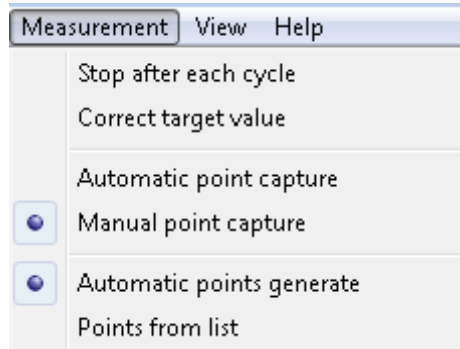 Measurement View Help
Stop after each cycle
Correct target value
Automatic point capture
Manual point capture
Automatic points generate
Points from list